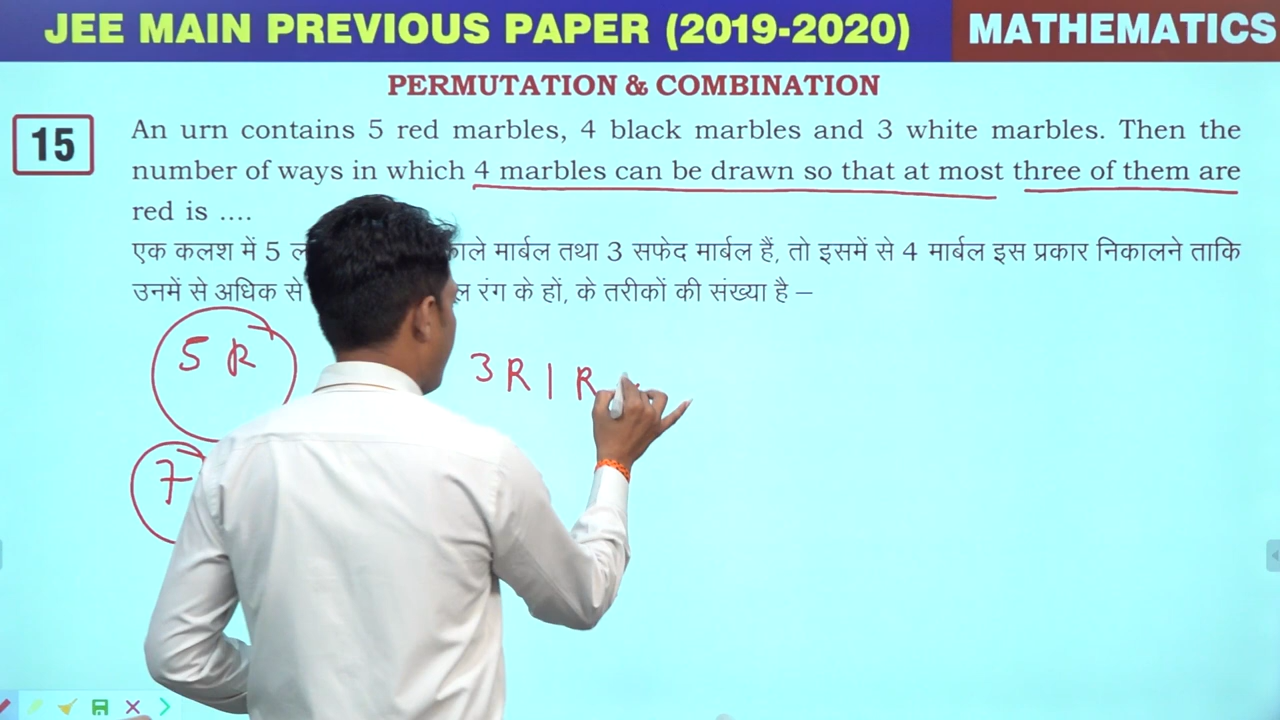 JEE MAIN PREVIOUS PAPER (2019-2020) MATHEMATICS
PERMUTATION & COMBINATION
15
An urn contains 5 red marbles, 4 black marbles and 3 white marbles. Then the
number of ways in which 4 marbles can be drawn so that at most three of them are
red is ....
एक कलश में 5 काले मार्बल तथा 3 सफेद मार्बल हैं, तो इसमें से 4 मार्बल इस प्रकार निकालने ताकि
उनमें से अधिक से रंग के हों, के तरीकों की संख्या है –
5 R 3R | R
7